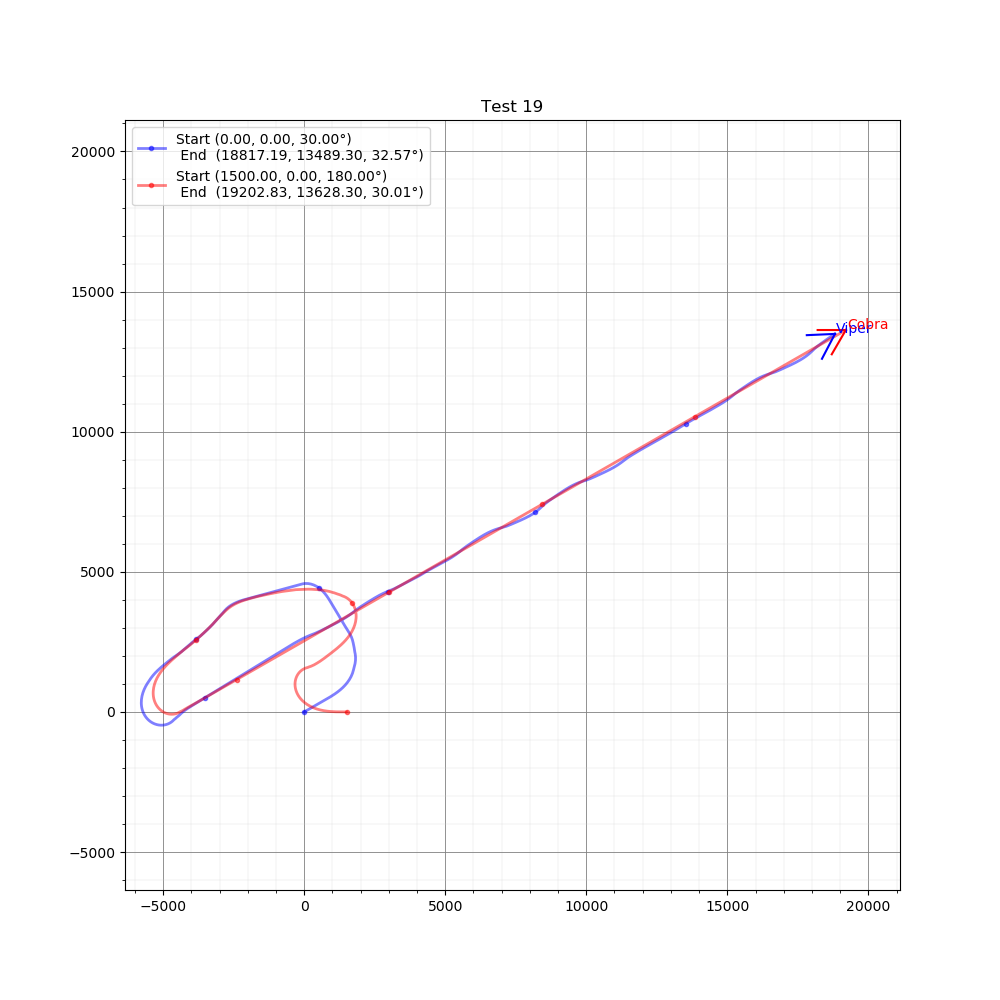 Test 19
Start (0.00, 0.00, 30.00°)
End (18817.19, 13489.30, 32.57°)
Start (1500.00, 0.00, 180.00°)
End (19202.83, 13628.30, 30.01°)
20000
15000
10000
5000
0
−5000
Cobra
Viper
−5000 0 5000 10000 15000 20000